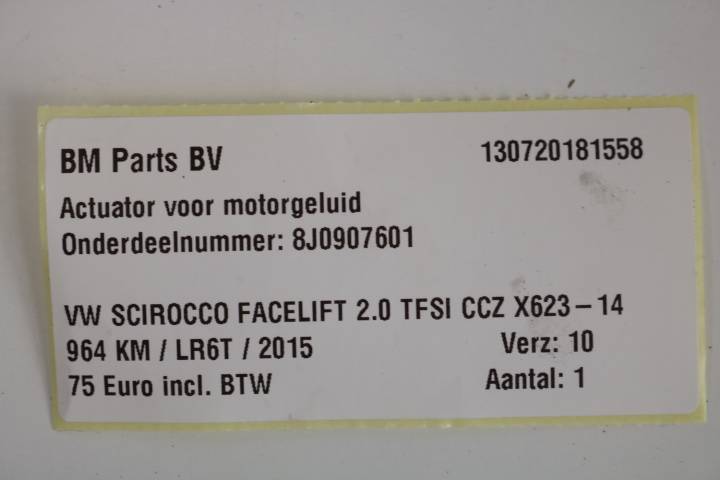 BM Parts BV 130720181558
Actuator voor motorgeluid
Onderdeelnummer: 8J0907601
VW SCIROCCO FACELIFT 2.0 TFSI CCZ X623-14
964 KM / LR6T / 2015 Verz: 10
75 Euro incl. BTW Aantal: 1